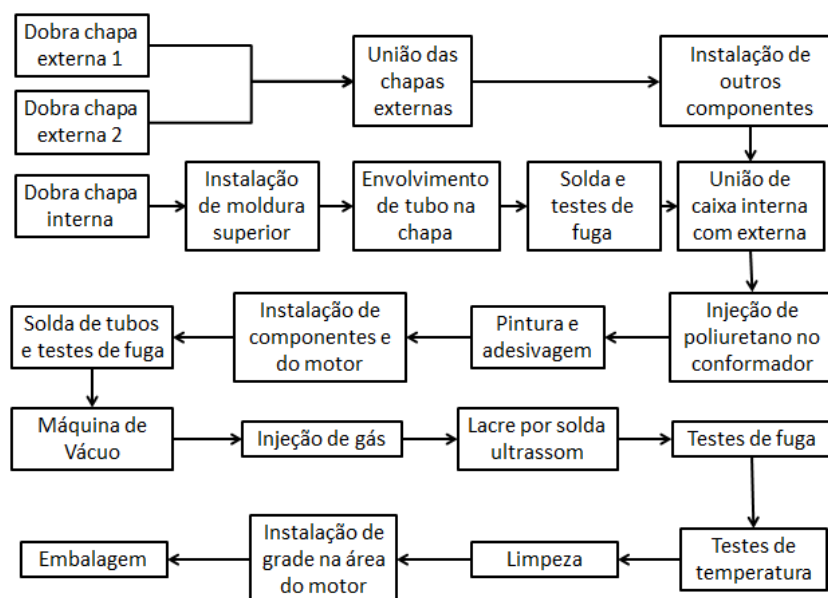 Dobra chapa
externa 1
Dobra chapa
externa 2
União das
chapas
externas
Instalação de
outros
componentes
Dobra chapa
interna
Instalação
de moldura
superior
Envolvimento
de tubo na
chapa
Solda e
testes de
fuga
União de
caixa interna
com externa
Solda de tubos
e testes de fuga
Instalação de
componentes e
do motor
Pintura e
adesivagem
Injeção de
poliuretano no
conformador
Máquina de
Vácuo
Injeção de gás
Lacre por solda
ultrassom
Testes de fuga
Embalagem
Instalação de
grade na área
do motor
Limpeza
Testes de
temperatura